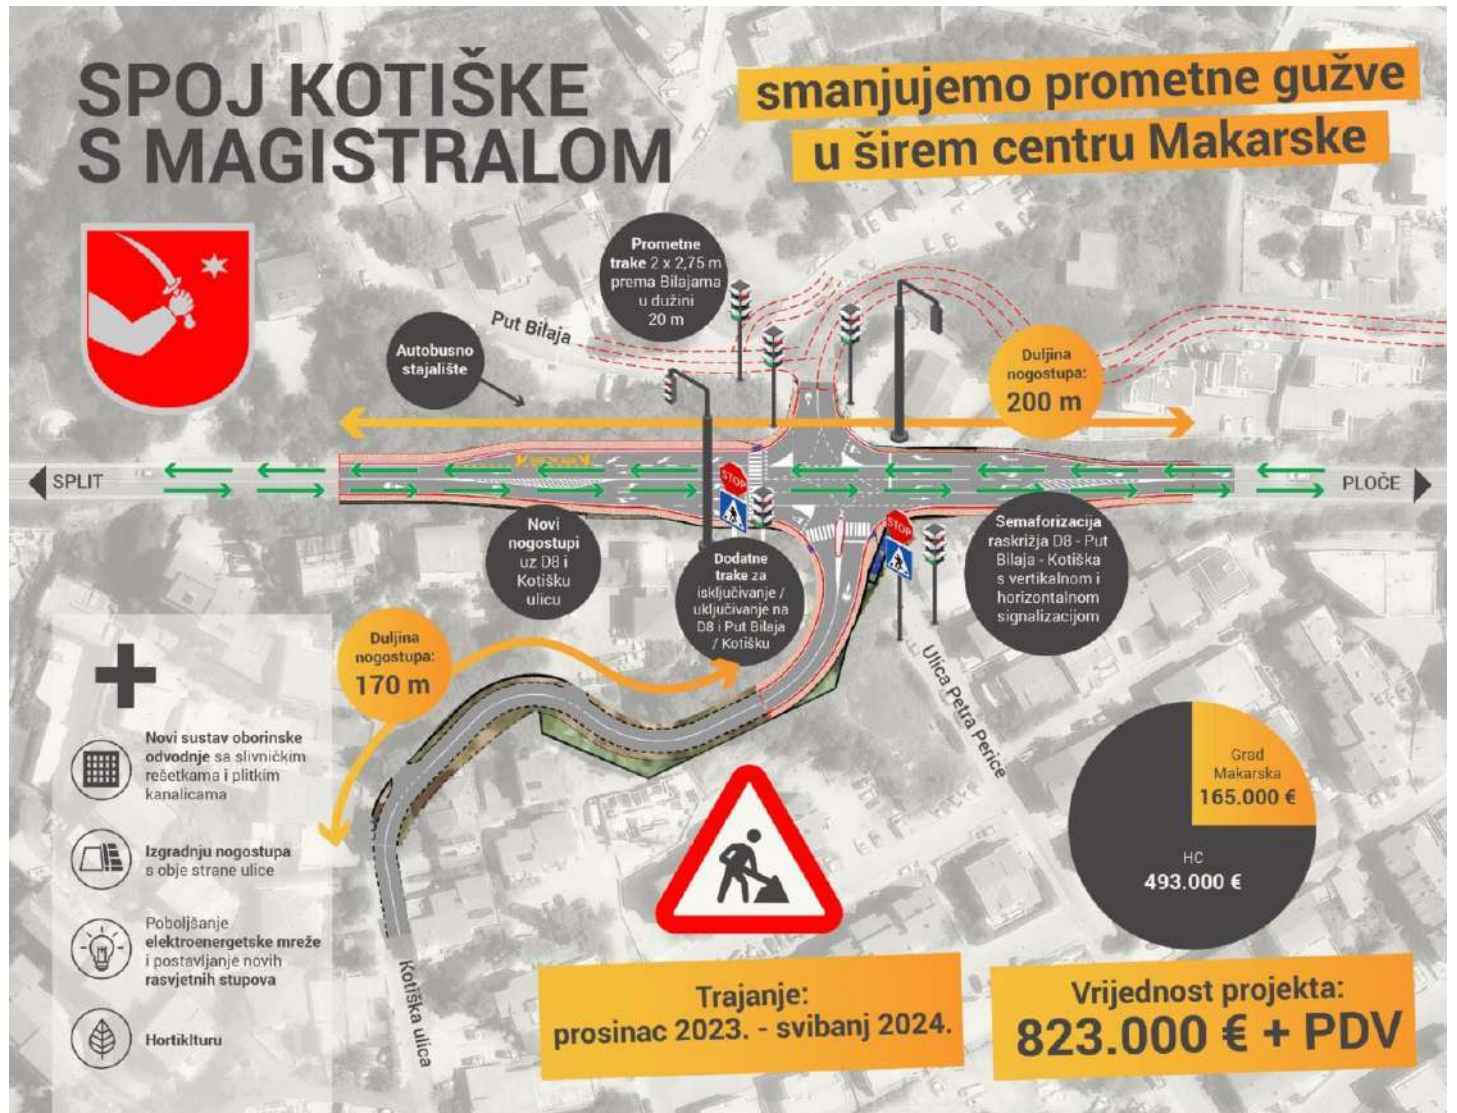 SPOJ KOTIŠKE
S MAGISTRALOM
smanjujemo prometne gužve
u širem centru Makarske
Prometne
trake 2 x 2,75 m
prema Bilajama
u dužini
20 m
Put Bilaja
Autobusno
stajalište
Duljina
nogostupa:
200 m
SPLIT
PLOČE
STOP
STOP
Novi
nogostupi
uz D8 i
Kotišku
ulicu
Dodatne
trake za
isključivanje /
uključivanje na
D8 i Put Bilaja
/ Kotišku
Semaforizacija
raskrižja D8 - Put
Bilaja - Kotiška
s vertikalnom i
horizontalnom
signalizacijom
Duljina
nogostupa:
170 m
Ulica Petra Perice
Novi sustav oborinske
odvodnje sa slivničkim
rešetkama i plitkim
kanalicama
Izgradnju nogostupa
s obje strane ulice
Poboljšanje
elektroenergetske mreže
i postavljanje novih
rasvjetnih stupova
Hortiklturu
Kotiška ulica
Grad
Makarska
165.000 €
HC
493.000 €
Trajanje:
prosinac 2023. - svibanj 2024.
Vrijednost projekta:
823.000 € + PDV